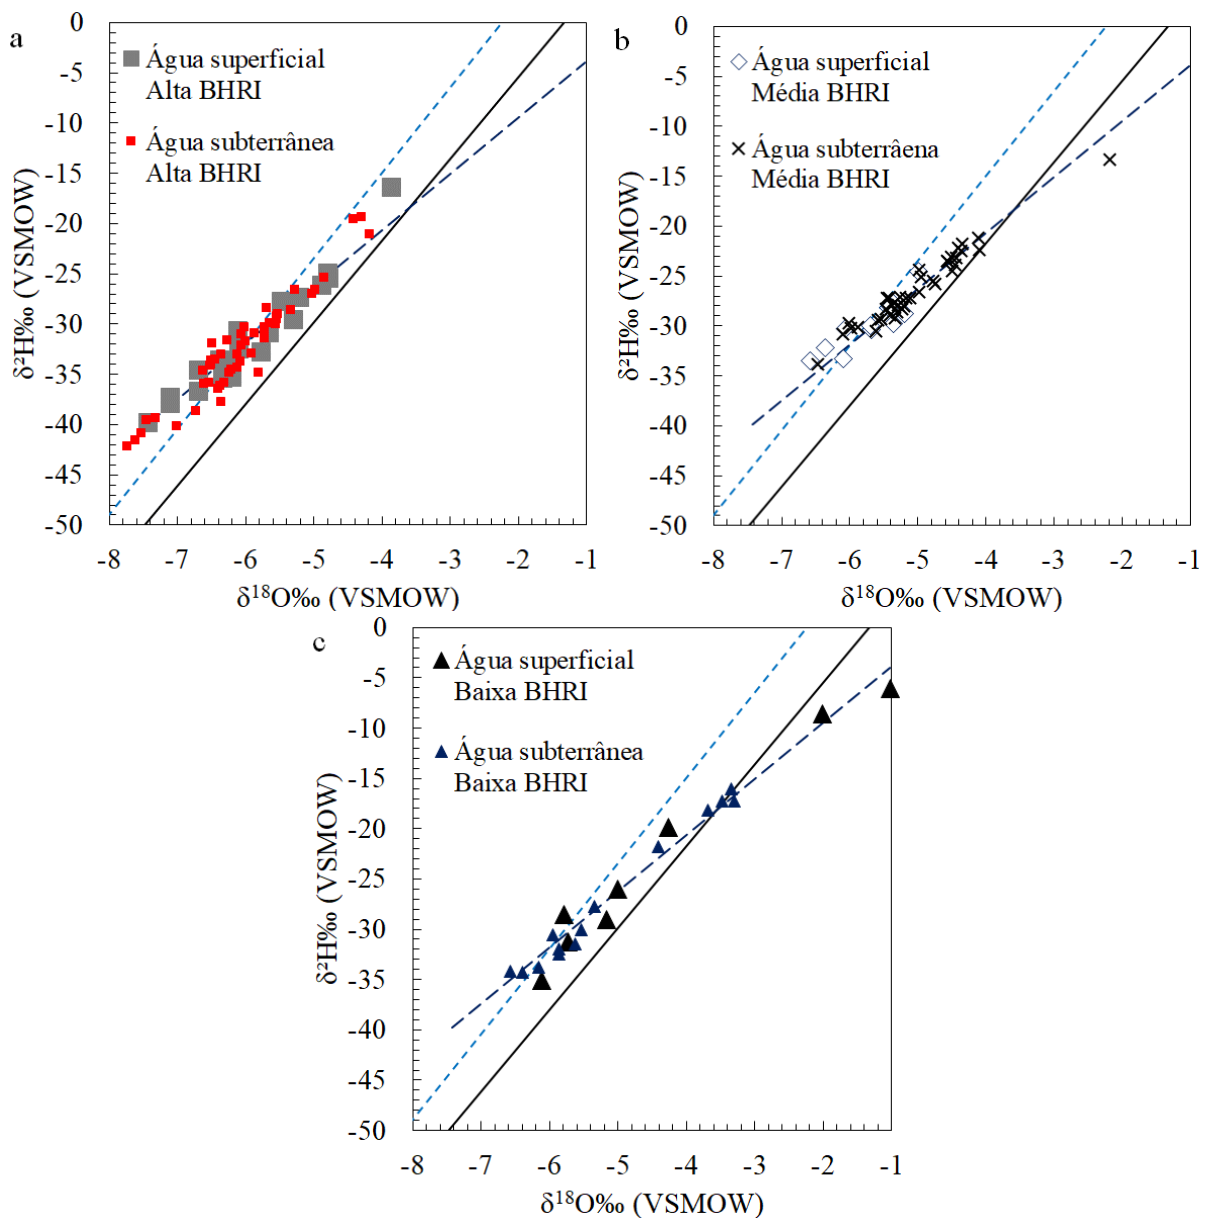 a
Água superficial
Alta BHRI
Água subterrânea
Alta BHRI
δ²H‰ (VSMOW)
0
-5
-10
-15
-20
-25
-30
-35
-40
-45
-50
-8 -7 -6 -5 -4 -3 -2 -1
δ¹⁸O‰ (VSMOW)
b
Água superficial
Média BHRI
Água subterrâena
Média BHRI
δ²H‰ (VSMOW)
0
-5
-10
-15
-20
-25
-30
-35
-40
-45
-50
-8 -7 -6 -5 -4 -3 -2 -1
δ¹⁸O‰ (VSMOW)
c
Água superficial
Baixa BHRI
Água subterrânea
Baixa BHRI
δ²H‰ (VSMOW)
0
-5
-10
-15
-20
-25
-30
-35
-40
-45
-50
-8 -7 -6 -5 -4 -3 -2 -1
δ¹⁸O‰ (VSMOW)